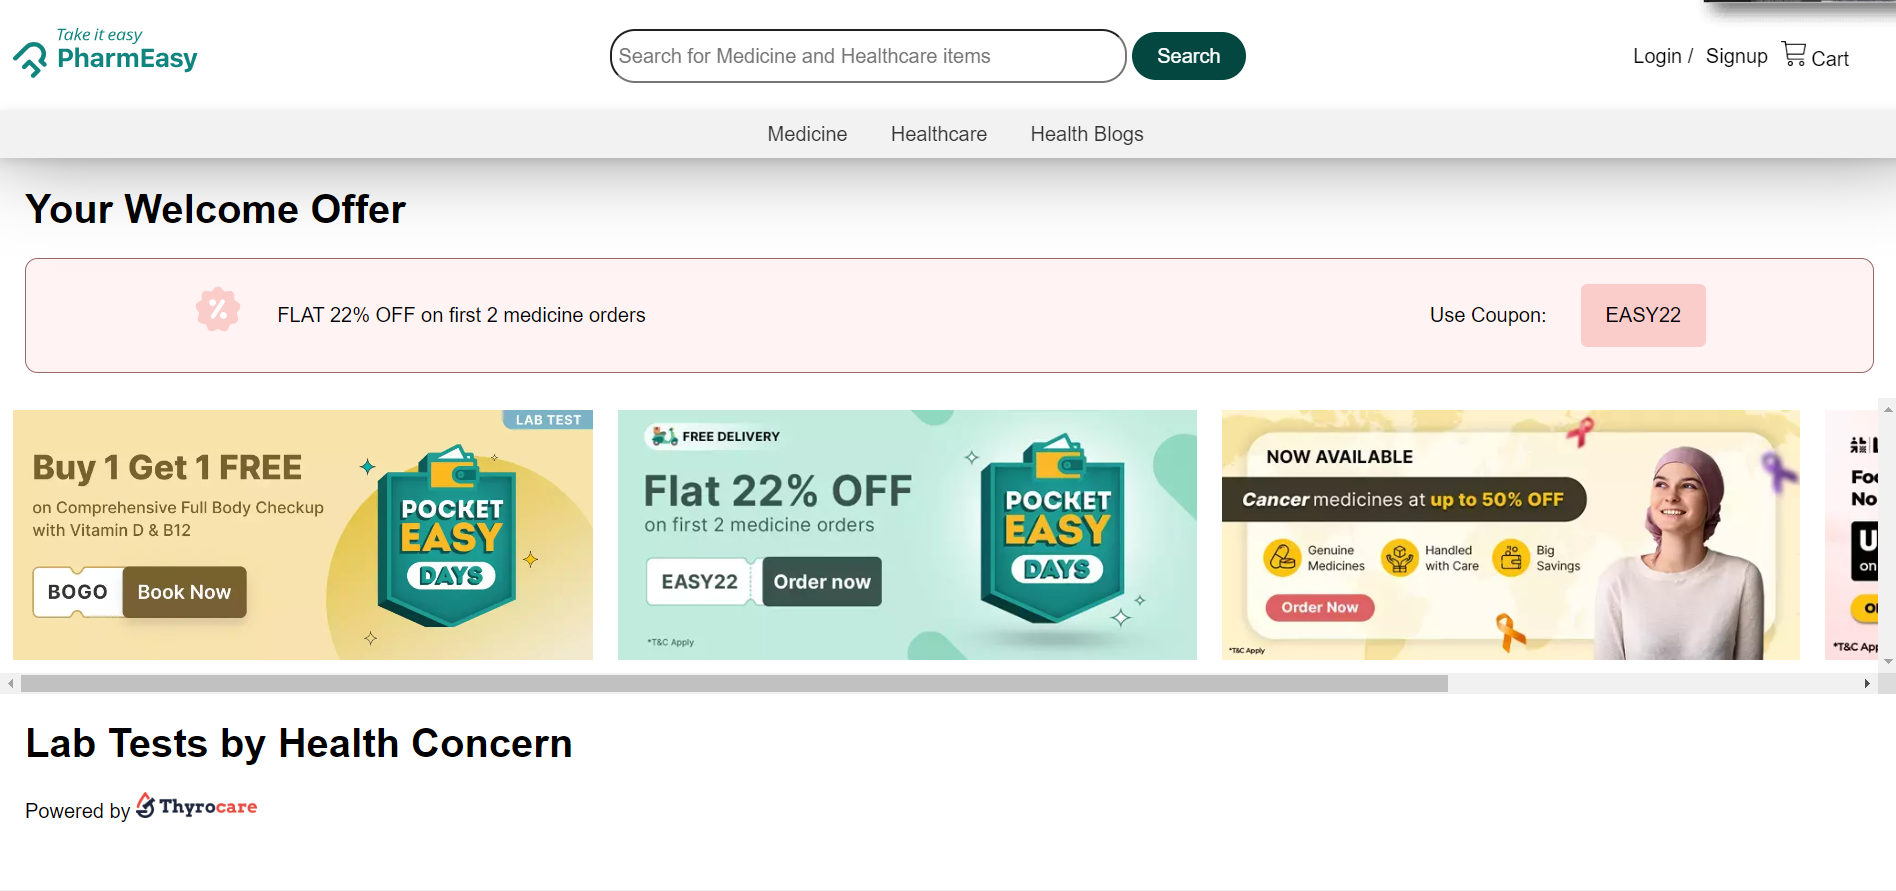 Take it easy
PharmEasy
Search for Medicine and Healthcare items
Search
Login / Signup Cart
Medicine Healthcare Health Blogs
Your Welcome Offer
FLAT 22% OFF on first 2 medicine orders
Use Coupon: EASY22
LAB TEST
Buy 1 Get 1 FREE
on Comprehensive Full Body Checkup
with Vitamin D & B12
BOGO Book Now
POCKET
EASY
DAYS
FREE DELIVERY
Flat 22% OFF
on first 2 medicine orders
EASY22 Order now
*T&C Apply
POCKET
EASY
DAYS
NOW AVAILABLE
Cancer medicines at up to 50% OFF
Genuine
Medicines
Handled
with Care
Big
Savings
Order Now
*T&C Apply
No
on
*T&C
Lab Tests by Health Concern
Powered by Thyrocare